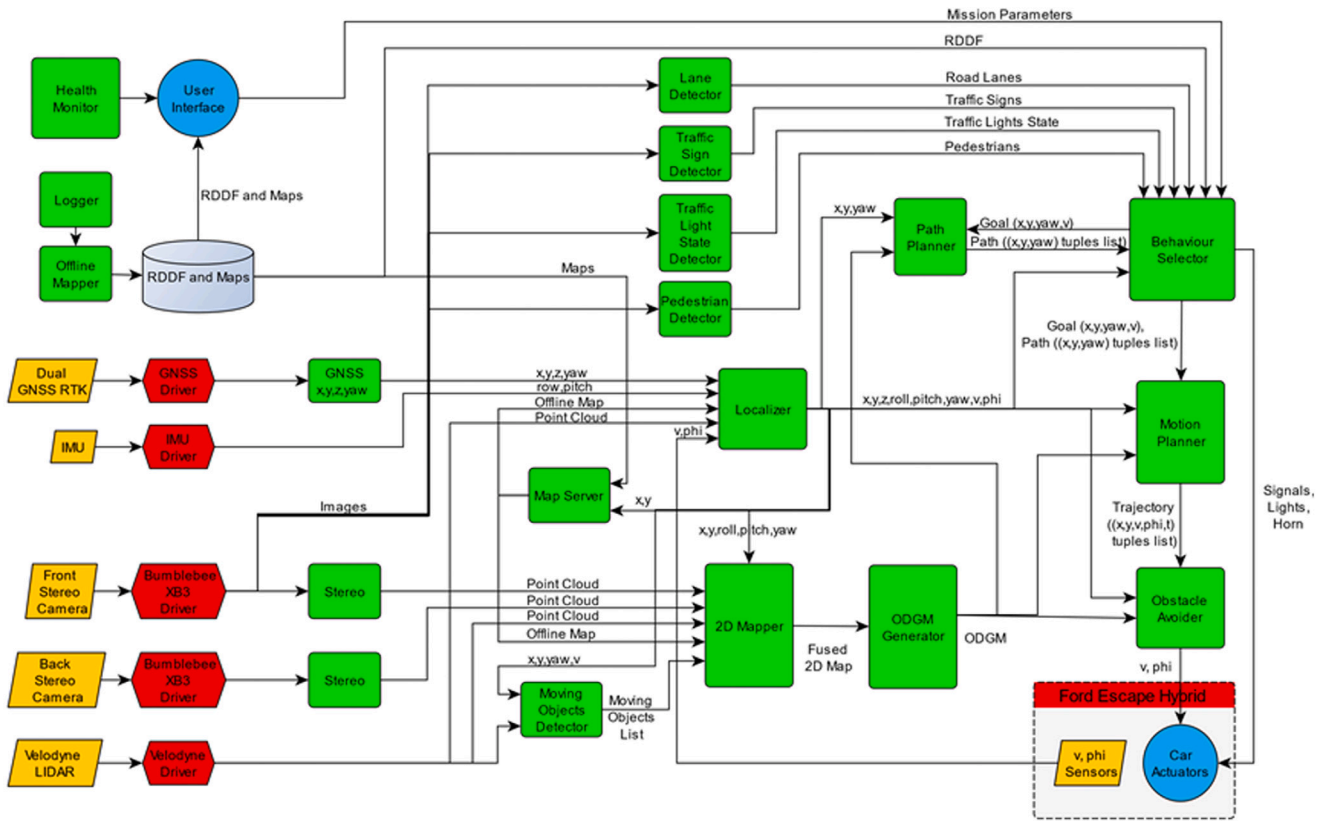 Mission Parameters
RDDF
Health
Monitor
User
Interface
Lane
Detector
Road Lanes
Traffic Signs
Traffic Lights State
Pedestrians
Traffic
Sign
Detector
Logger
RDDF and Maps
Traffic
Light
State
Detector
x,y,yaw
Path
Planner
Goal (x,y,yaw,v)
Path ((x,y,yaw) tuples list)
Behaviour
Selector
Offline
Mapper
RDDF and Maps
Maps
Pedestrian
Detector
Goal (x,y,yaw,v),
Path ((x,y,yaw) tuples list)
Dual
GNSS RTK
GNSS
Driver
GNSS
x,y,z,yaw
x,y,z,yaw
row,pitch
Offline Map
Point Cloud
v,phi
Localizer
x,y,z,roll,pitch,yaw,v,phi
Motion
Planner
IMU
IMU
Driver
Map Server
x,y
Images
x,y,roll,pitch,yaw
Trajectory
((x,y,v,phi,t)
tuples list)
Signals,
Lights,
Horn
Front
Stereo
Camera
Bumblebee
XB3
Driver
Stereo
Point Cloud
Point Cloud
Point Cloud
Offline Map
2D Mapper
Fused
2D Map
ODGM
Generator
ODGM
Obstacle
Avoider
Back
Stereo
Camera
Bumblebee
XB3
Driver
Stereo
x,y,yaw,v
Moving
Objects
Detector
Moving
Objects
List
v, phi
Ford Escape Hybrid
Velodyne
LIDAR
Velodyne
Driver
v, phi
Sensors
Car
Actuators